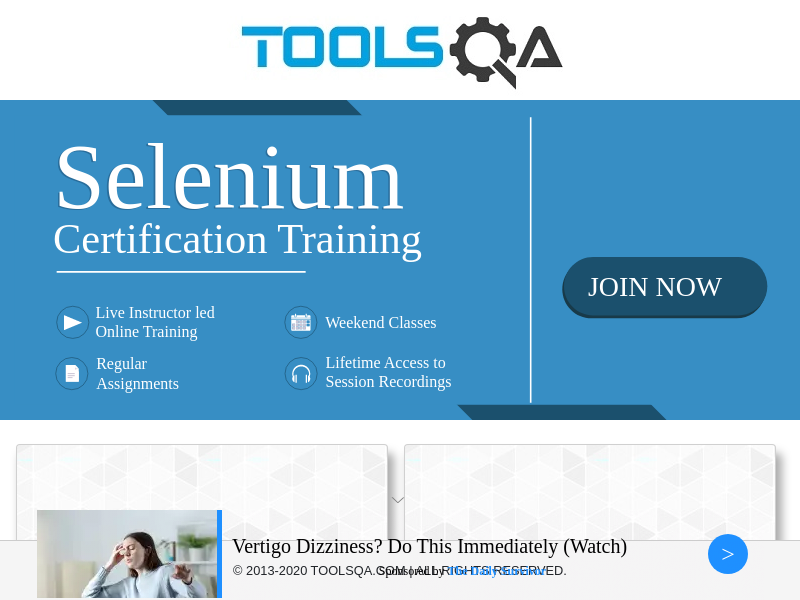 TOOLSQA
Selenium
Certification Training
JOIN NOW
Live Instructor led
Online Training
Weekend Classes
Regular
Assignments
Lifetime Access to
Session Recordings
Vertigo Dizziness? Do This Immediately (Watch)
>
© 2013-2020 TOOLSQA.COM | ALL RIGHTS RESERVED.
Sponsored by